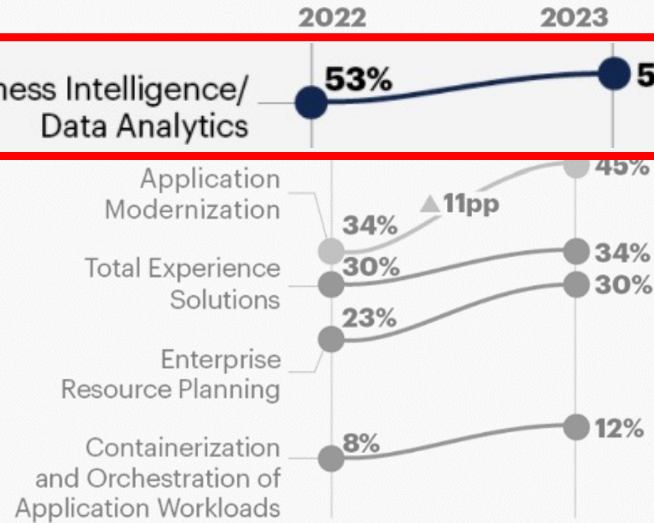 2022 2023
ness Intelligence/
Data Analytics
53% 5
Application
Modernization
34%
11pp
45%
Total Experience
Solutions
30%
34%
Enterprise
Resource Planning
23%
30%
Containerization
and Orchestration of
Application Workloads
8%
12%